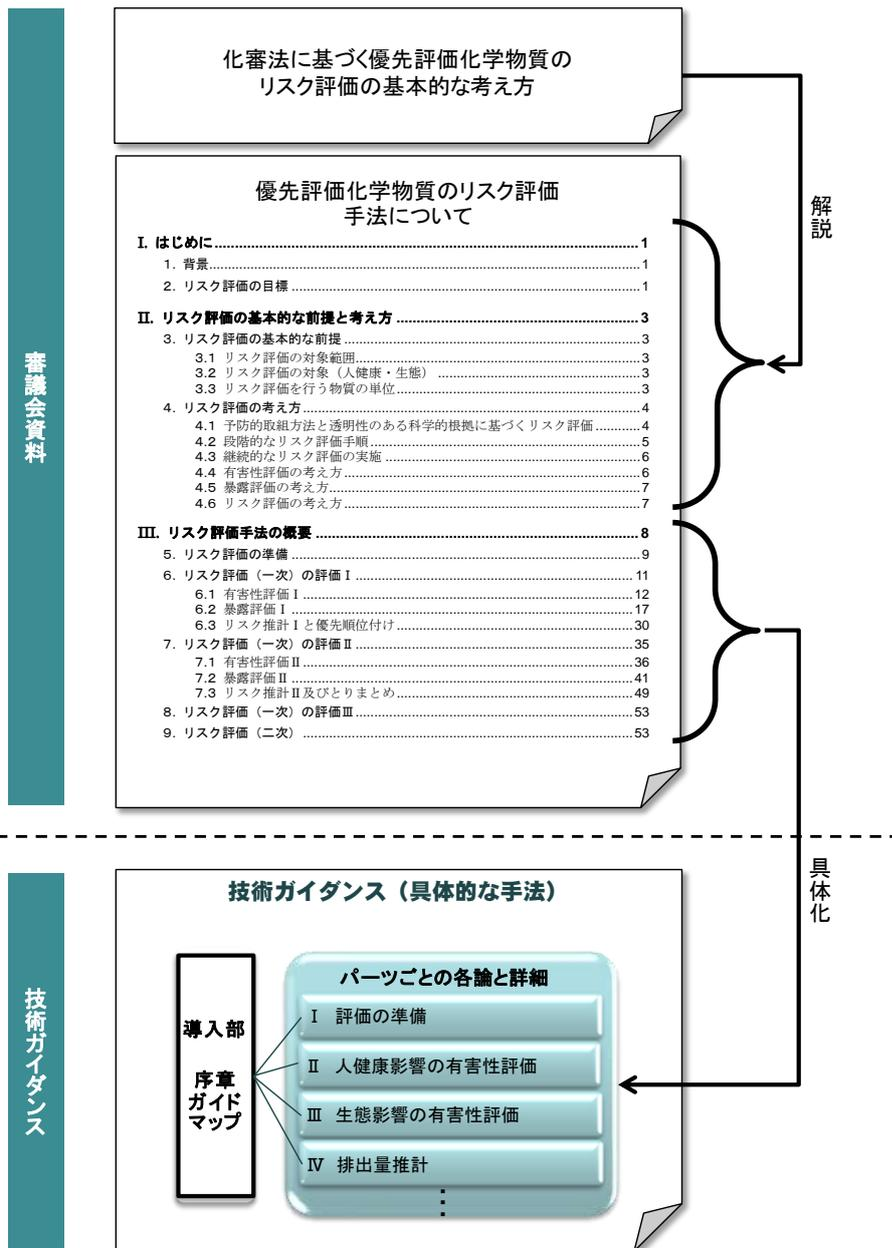 審議会資料
化審法に基づく優先評価化学物質の
リスク評価の基本的な考え方
解説
優先評価化学物質のリスク評価
手法について
I. はじめに 1
1. 背景 1
2. リスク評価の目標 1
Ⅱ. リスク評価の基本的な前提と考え方 3
3. リスク評価の基本的な前提 3
3.1 リスク評価の対象範囲 3
3.2 リスク評価の対象（人健康・生態） 3
3.3 リスク評価を行う物質の単位 3
4. リスク評価の考え方 4
4.1 予防的取組方法と透明性のある科学的根拠に基づくリスク評価 4
4.2 段階的なリスク評価手順 5
4.3 継続的なリスク評価の実施 6
4.4 有害性評価の考え方 6
4.5 暴露評価の考え方 7
4.6 リスク評価の考え方 7
Ⅲ. リスク評価手法の概要 8
5. リスク評価の準備 9
6. リスク評価（一次）の評価Ⅰ 11
6.1 有害性評価Ⅰ 12
6.2 暴露評価Ⅰ 17
6.3 リスク推計Ⅰと優先順位付け 30
7. リスク評価（一次）の評価Ⅱ 35
7.1 有害性評価Ⅱ 36
7.2 暴露評価Ⅱ 41
7.3 リスク推計Ⅱ及びとりまとめ 49
8. リスク評価（一次）の評価Ⅲ 53
9. リスク評価（二次） 53
具体化
技術ガイダンス
技術ガイダンス（具体的な手法）
導入部
序章
ガイド
マップ
パーツごとの各論と詳細
Ⅰ 評価の準備
Ⅱ 人健康影響の有害性評価
Ⅲ 生態影響の有害性評価
Ⅳ 排出量推計
⋮